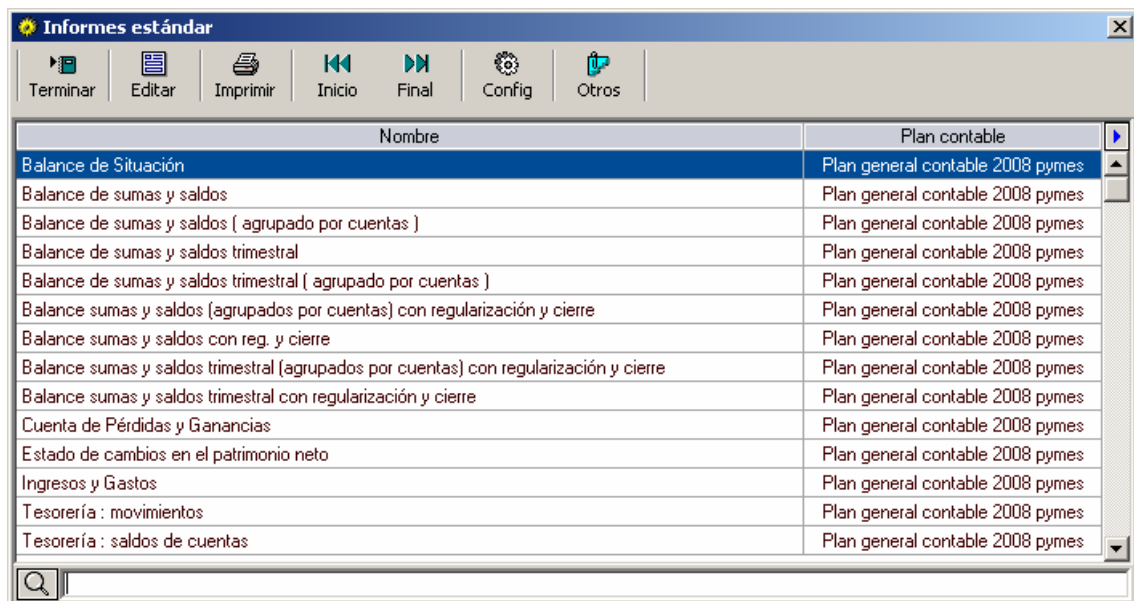 Informes estándar
Terminar Editar Imprimir Inicio Final Config Otros
Nombre Plan contable
Balance de Situación Plan general contable 2008 pymes
Balance de sumas y saldos Plan general contable 2008 pymes
Balance de sumas y saldos ( agrupado por cuentas ) Plan general contable 2008 pymes
Balance de sumas y saldos trimestral Plan general contable 2008 pymes
Balance de sumas y saldos trimestral ( agrupado por cuentas ) Plan general contable 2008 pymes
Balance sumas y saldos (agrupados por cuentas) con regularización y cierre Plan general contable 2008 pymes
Balance sumas y saldos con reg. y cierre Plan general contable 2008 pymes
Balance sumas y saldos trimestral (agrupados por cuentas) con regularización y cierre Plan general contable 2008 pymes
Balance sumas y saldos trimestral con regularización y cierre Plan general contable 2008 pymes
Cuenta de Pérdidas y Ganancias Plan general contable 2008 pymes
Estado de cambios en el patrimonio neto Plan general contable 2008 pymes
Ingresos y Gastos Plan general contable 2008 pymes
Tesorería : movimientos Plan general contable 2008 pymes
Tesorería : saldos de cuentas Plan general contable 2008 pymes